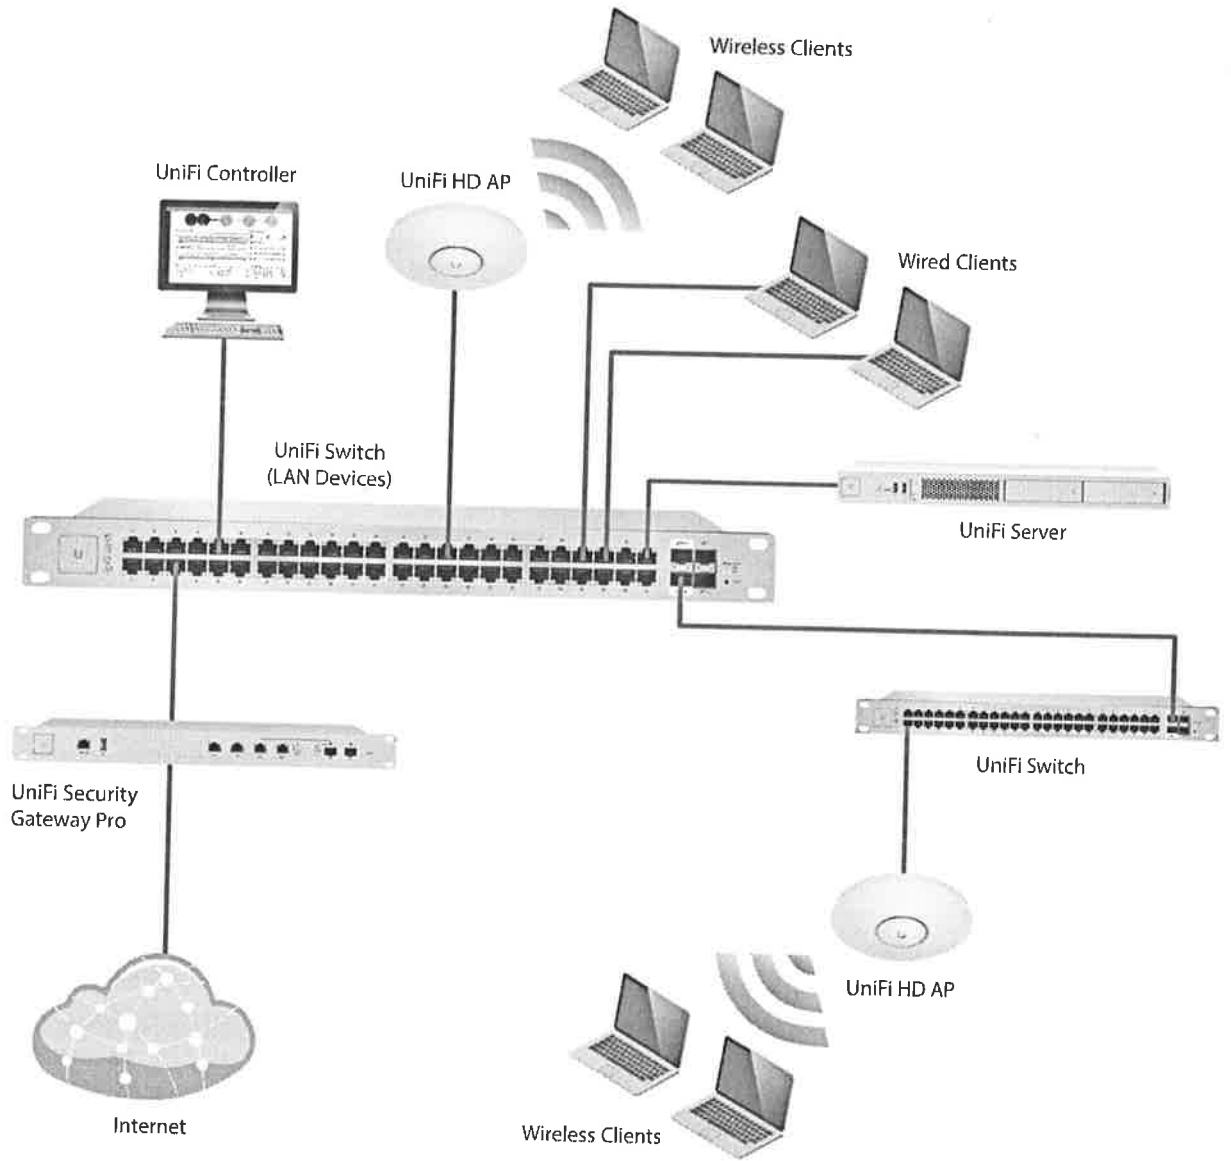 Wireless Clients
UniFi Controller
UniFi HD AP
Wired Clients
UniFi Switch
(LAN Devices)
UniFi Server
UniFi Switch
UniFi Security
Gateway Pro
UniFi HD AP
Internet
Wireless Clients